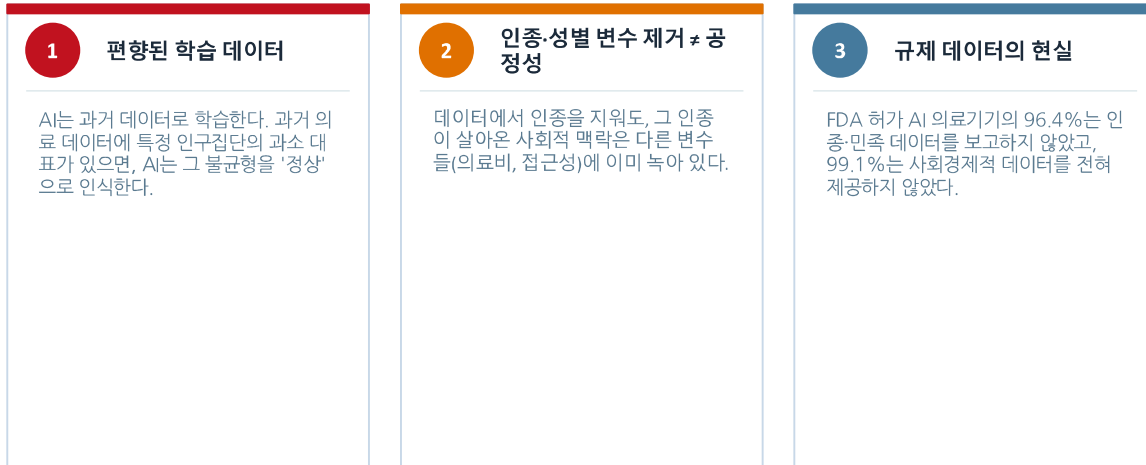 1
편향된 학습 데이터
AI는 과거 데이터로 학습한다. 과거 의
료 데이터에 특정 인구집단의 과소 대
표가 있으면, AI는 그 불균형을 '정상'
으로 인식한다.
2
인종·성별 변수 제거 ≠ 공
정성
데이터에서 인종을 지워도, 그 인종
이 살아온 사회적 맥락은 다른 변수
들(의료비, 접근성)에 이미 녹아 있다.
3
규제 데이터의 현실
FDA 허가 AI 의료기기의 96.4%는 인
종·민족 데이터를 보고하지 않았고,
99.1%는 사회경제적 데이터를 전혀
제공하지 않았다.